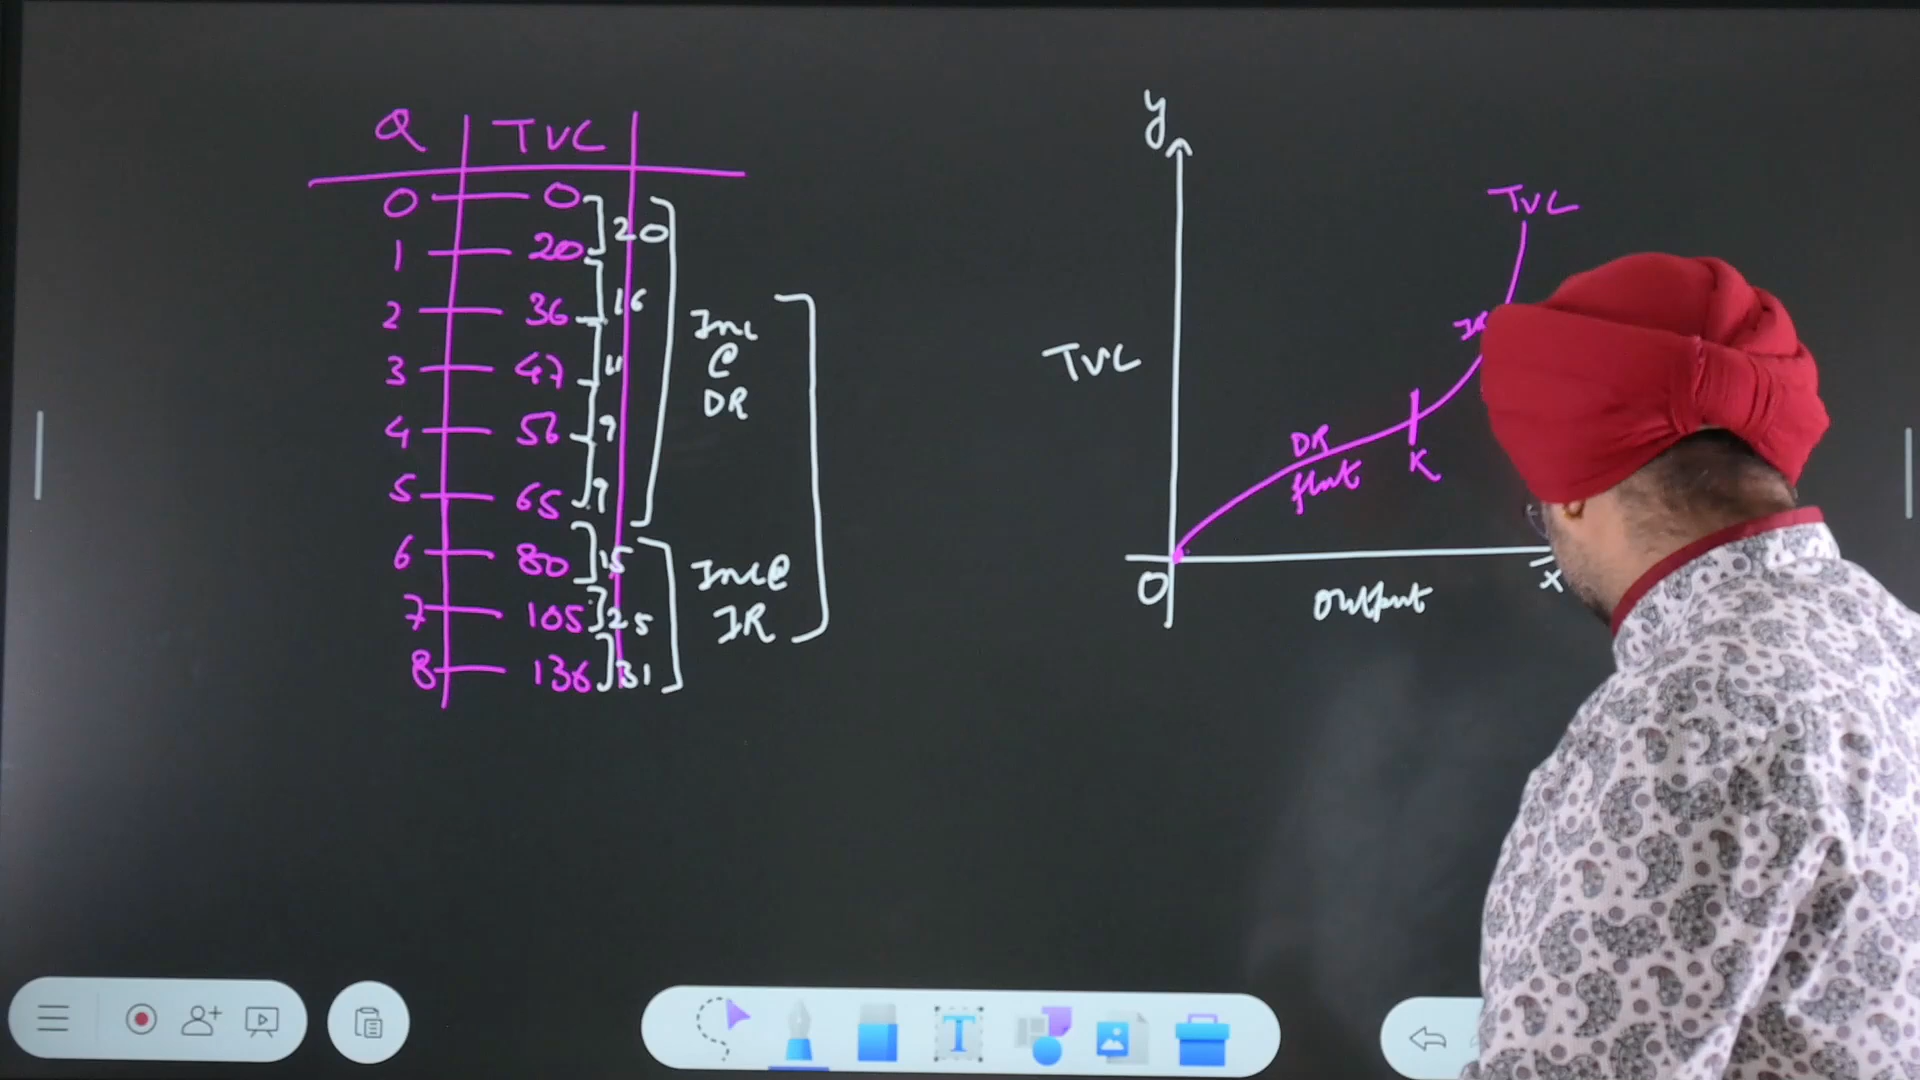 Q TVC
0 — 0
20
1 — 20
16
2 — 36
11
3 — 47
9
4 — 56
9
5 — 65
15
6 — 80
25
7 — 105
31
8 — 136
Inc
@
DR
Inc @
IR
y
TVC
TVC
DR
flat
K
O
output
x
T